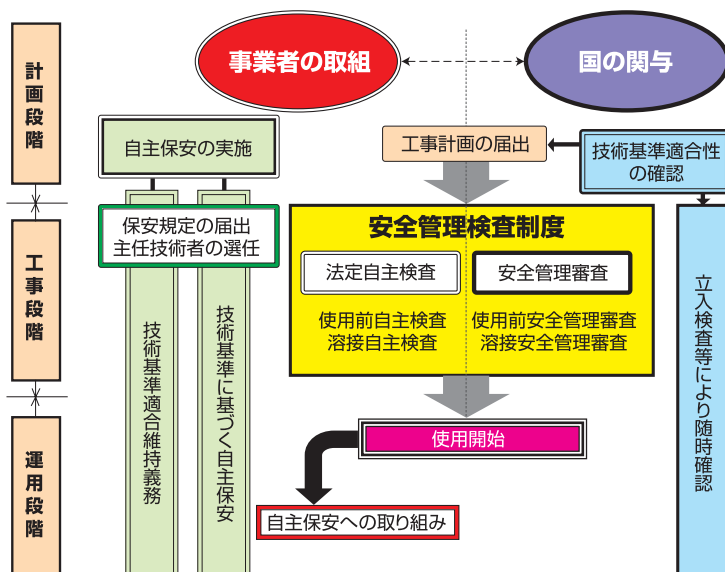 計画段階
工事段階
運用段階
事業者の取組
国の関与
自主保安の実施
工事計画の届出
技術基準適合性
の確認
保安規定の届出
主任技術者の選任
安全管理検査制度
法定自主検査
安全管理審査
使用前自主検査
溶接自主検査
使用前安全管理審査
溶接安全管理審査
技術基準適合維持義務
技術基準に基づく自主保安
立入検査等により随時確認
使用開始
自主保安への取り組み